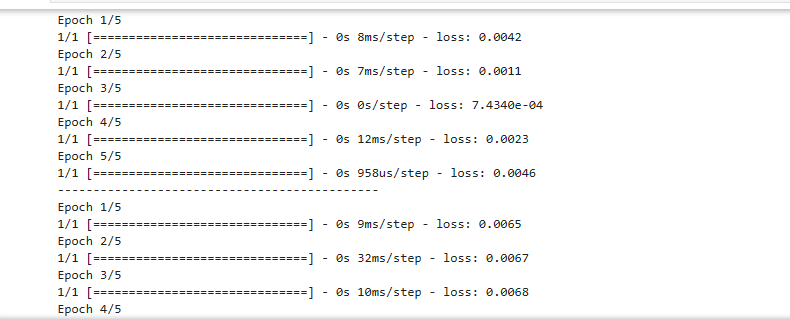 Epoch 1/5
1/1 [==============================] - 0s 8ms/step - loss: 0.0042
Epoch 2/5
1/1 [==============================] - 0s 7ms/step - loss: 0.0011
Epoch 3/5
1/1 [==============================] - 0s 0s/step - loss: 7.4340e-04
Epoch 4/5
1/1 [==============================] - 0s 12ms/step - loss: 0.0023
Epoch 5/5
1/1 [==============================] - 0s 958us/step - loss: 0.0046
---------------------------------------------
Epoch 1/5
1/1 [==============================] - 0s 9ms/step - loss: 0.0065
Epoch 2/5
1/1 [==============================] - 0s 32ms/step - loss: 0.0067
Epoch 3/5
1/1 [==============================] - 0s 10ms/step - loss: 0.0068
Epoch 4/5